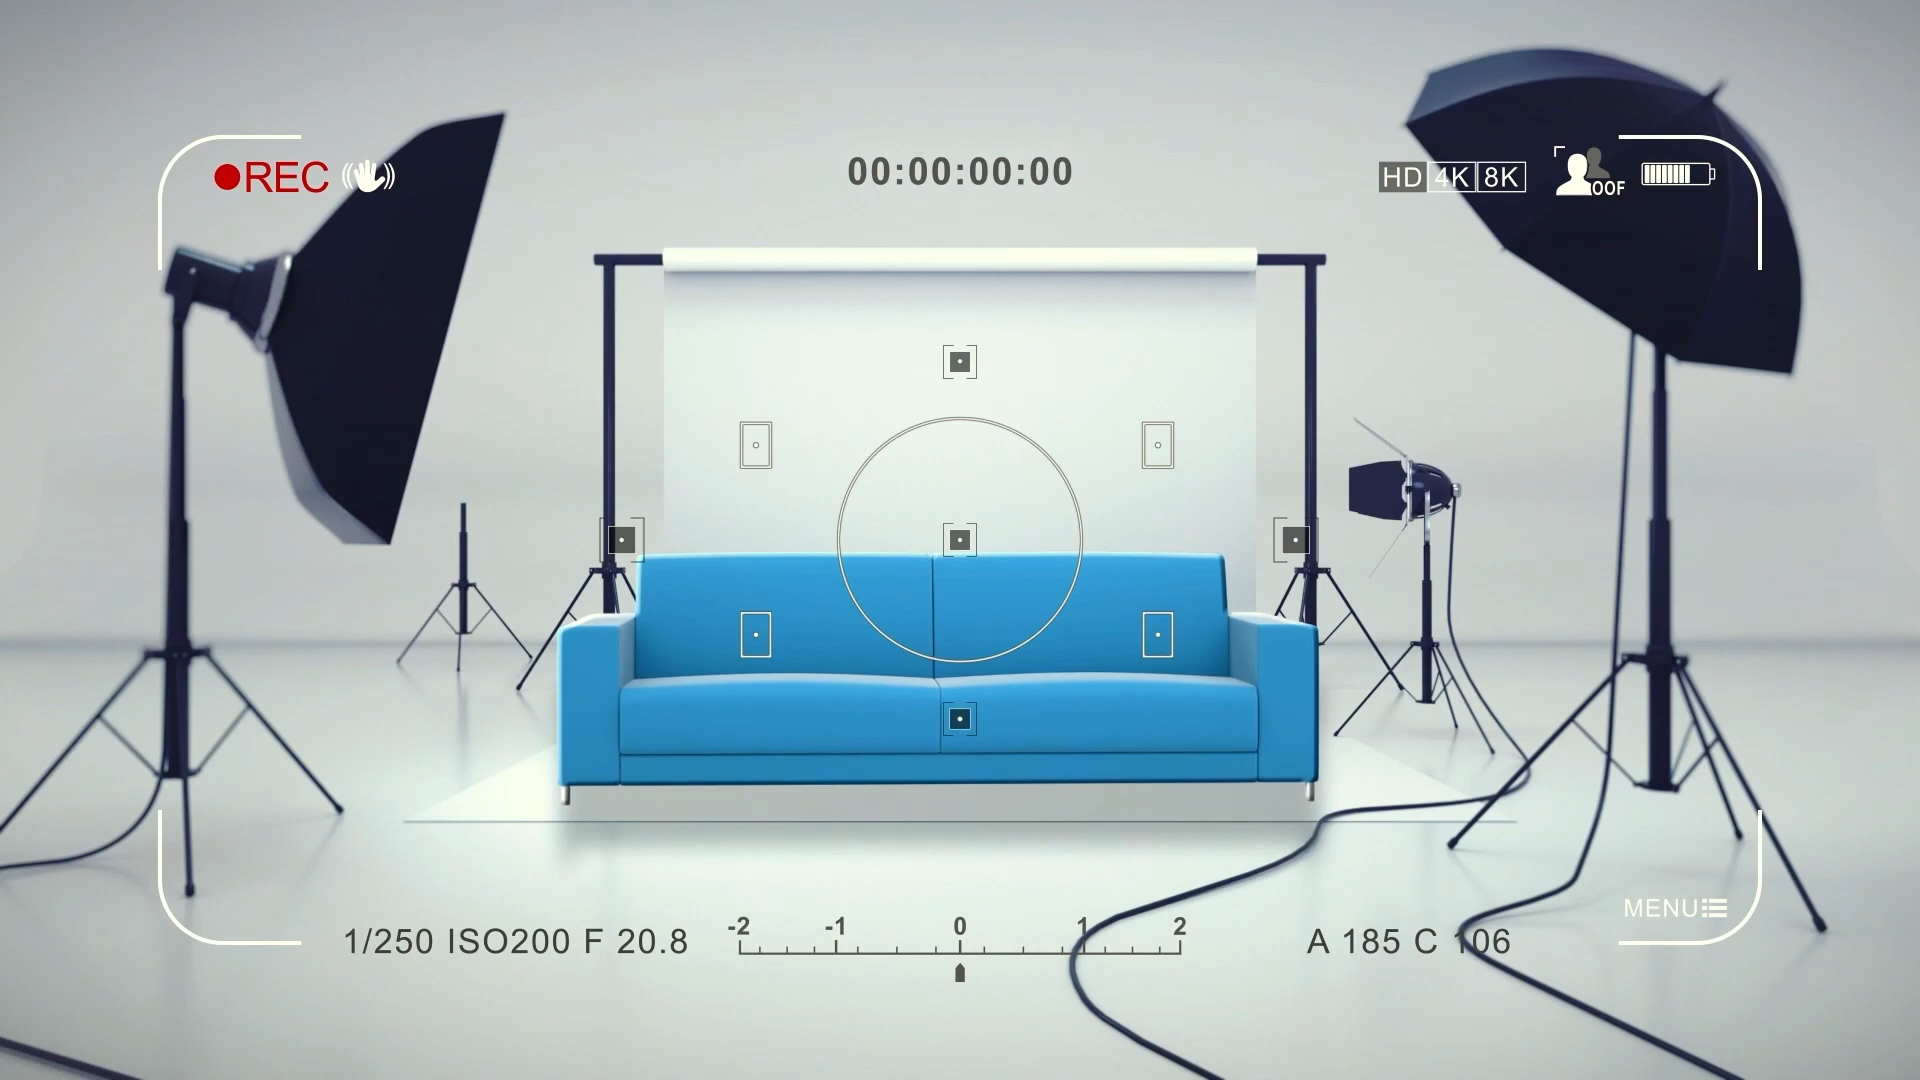 REC
00:00:00:00
HD 4K 8K
OOF
1/250 ISO200 F 20.8
-2 -1 0 1 2
A 185 C 106
MENU